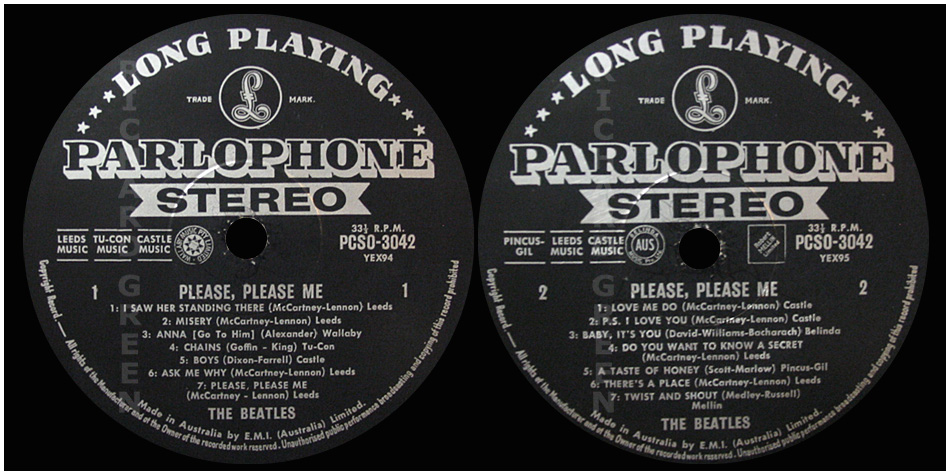 LONG PLAYING
TRADE MARK.
£
PARLOPHONE
STEREO
LEEDS MUSIC
TU-CON MUSIC
CASTLE MUSIC
33⅓ R.P.M.
PCSO-3042
YEX94
1 PLEASE, PLEASE ME 1
1: I SAW HER STANDING THERE (McCartney-Lennon) Leeds
2: MISERY (McCartney-Lennon) Leeds
3: ANNA [Go To Him] (Alexander) Wallaby
4: CHAINS (Goffin - King) Tu-Con
5: BOYS (Dixon-Farrell) Castle
6: ASK ME WHY (McCartney-Lennon) Leeds
7: PLEASE, PLEASE ME
(McCartney - Lennon) Leeds
THE BEATLES
Made in Australia by E.M.I. (Australia) Limited.
Copyright Record.— All rights of the Manufacturer and of the Owner of the recorded work reserved. Unauthorised public performance broadcasting and copying of this record prohibited
RICHARD GREEN
LONG PLAYING
TRADE MARK.
£
PARLOPHONE
STEREO
PINCUS-GIL
LEEDS MUSIC
CASTLE MUSIC
BELINDA
AUS
Robert MELLIN London
33⅓ R.P.M.
PCSO-3042
YEX95
2 PLEASE, PLEASE ME 2
1: LOVE ME DO (McCartney-Lennon) Castle
2: P.S. I LOVE YOU (McCartney-Lennon) Castle
3: BABY, IT'S YOU (David-Williams-Bacharach) Belinda
4: DO YOU WANT TO KNOW A SECRET
(McCartney-Lennon) Leeds
5: A TASTE OF HONEY (Scott-Marlow) Pincus-Gil
6: THERE'S A PLACE (McCartney-Lennon) Leeds
7: TWIST AND SHOUT (Medley-Russell)
Mellin
THE BEATLES
Made in Australia by E.M.I. (Australia) Limited.
Copyright Record.— All rights of the Manufacturer and of the Owner of the recorded work reserved. Unauthorised public performance broadcasting and copying of this record prohibited
RICHARD GREEN